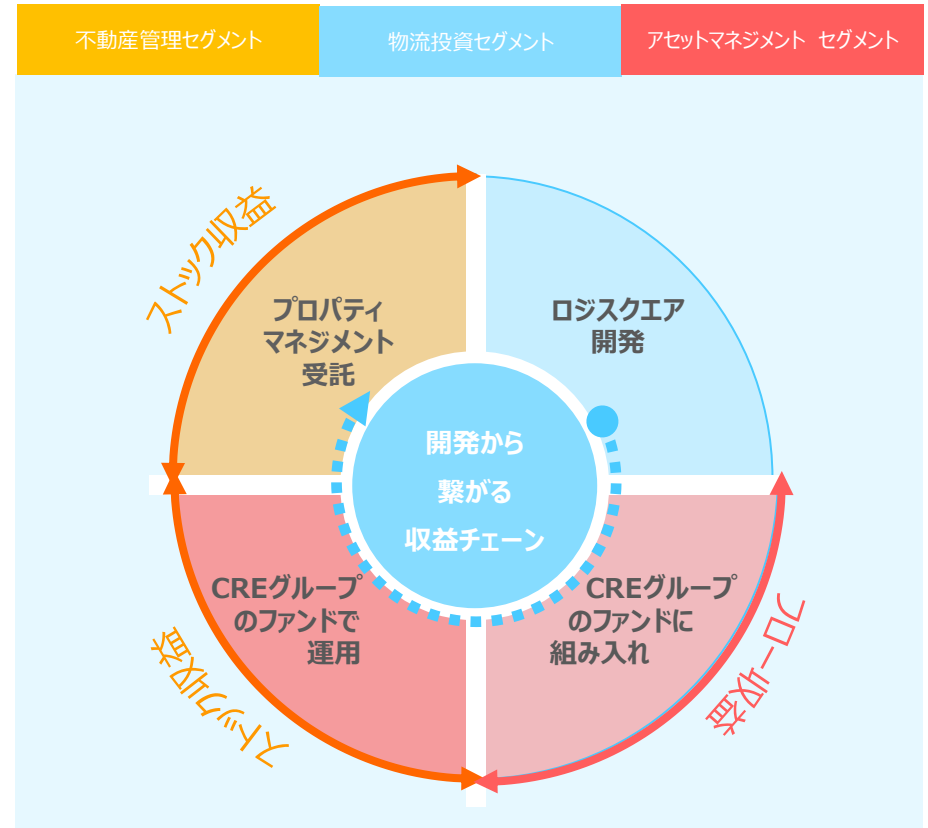 不動産管理セグメント
物流投資セグメント
アセットマネジメント セグメント
ストック収益
プロパティ
マネジメント
受託
ロジスクエア
開発
開発から
繋がる
収益チェーン
CREグループ
のファンドで
運用
CREグループ
のファンドに
組み入れ
ストック収益
フロー収益